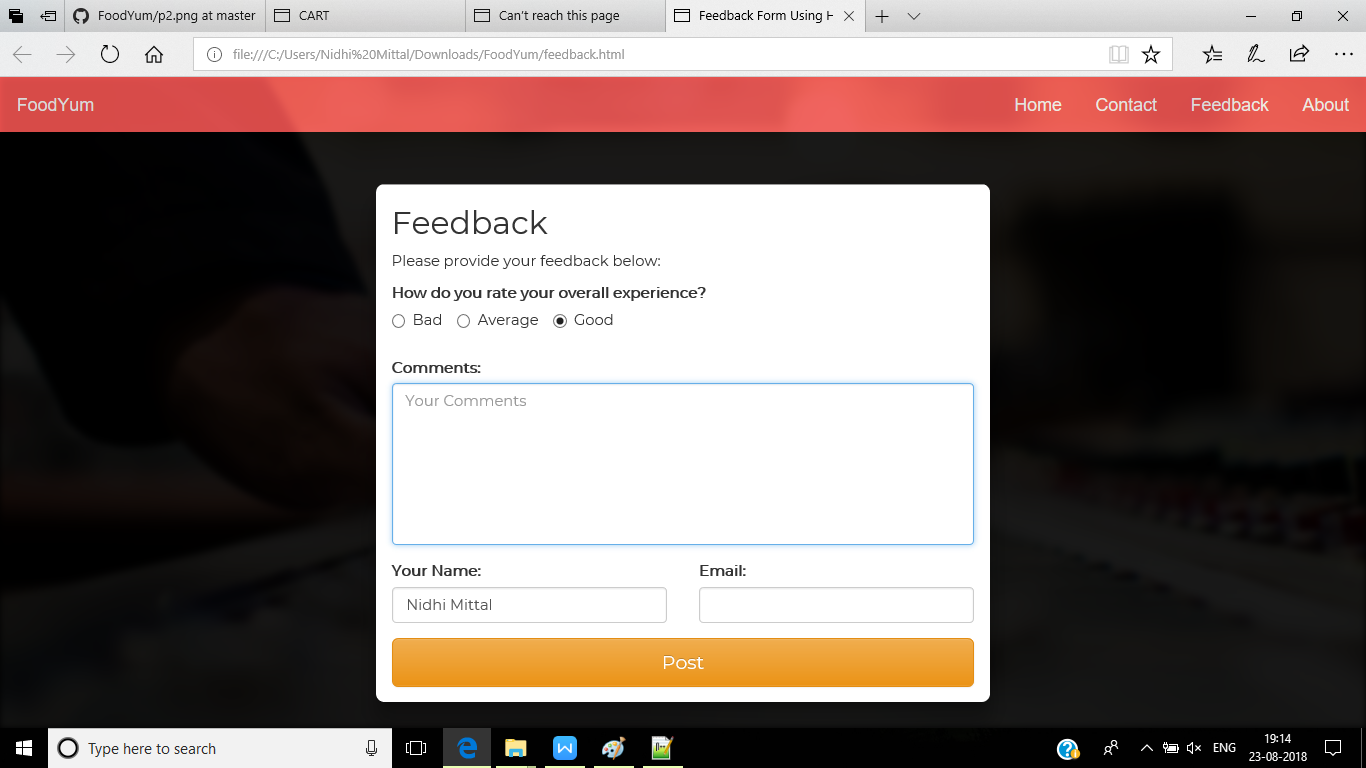 FoodYum/p2.png at master
CART
Can't reach this page
Feedback Form Using H
file:///C:/Users/Nidhi%20Mittal/Downloads/FoodYum/feedback.html
FoodYum
Home
Contact
Feedback
About
Feedback
Please provide your feedback below:
How do you rate your overall experience?
Bad
Average
Good
Comments:
Your Comments
Your Name:
Email:
Nidhi Mittal
Post
Type here to search
ENG
19:14
23-08-2018